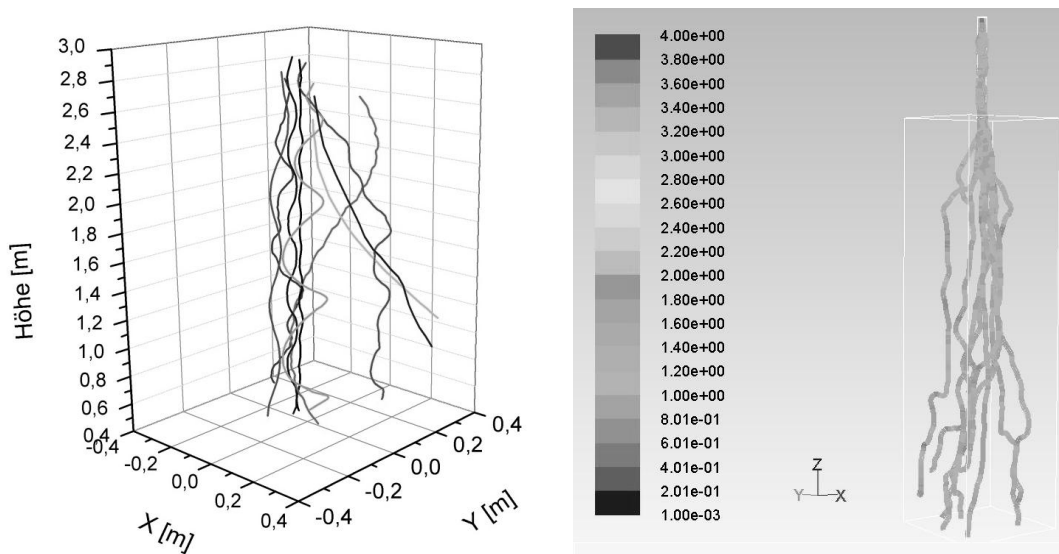 3,0
2,8
2,6
2,4
2,2
2,0
1,8
1,6
1,4
1,2
1,0
0,8
0,6
0,4
Höhe [m]
-0,4
-0,2
0,0
0,2
0,4
X [m]
-0,4
-0,2
0,0
0,2
0,4
Y [m]
4.00e+00
3.80e+00
3.60e+00
3.40e+00
3.20e+00
3.00e+00
2.80e+00
2.60e+00
2.40e+00
2.20e+00
2.00e+00
1.80e+00
1.60e+00
1.40e+00
1.20e+00
1.00e+00
8.01e-01
6.01e-01
4.01e-01
2.01e-01
1.00e-03
Z
Y X